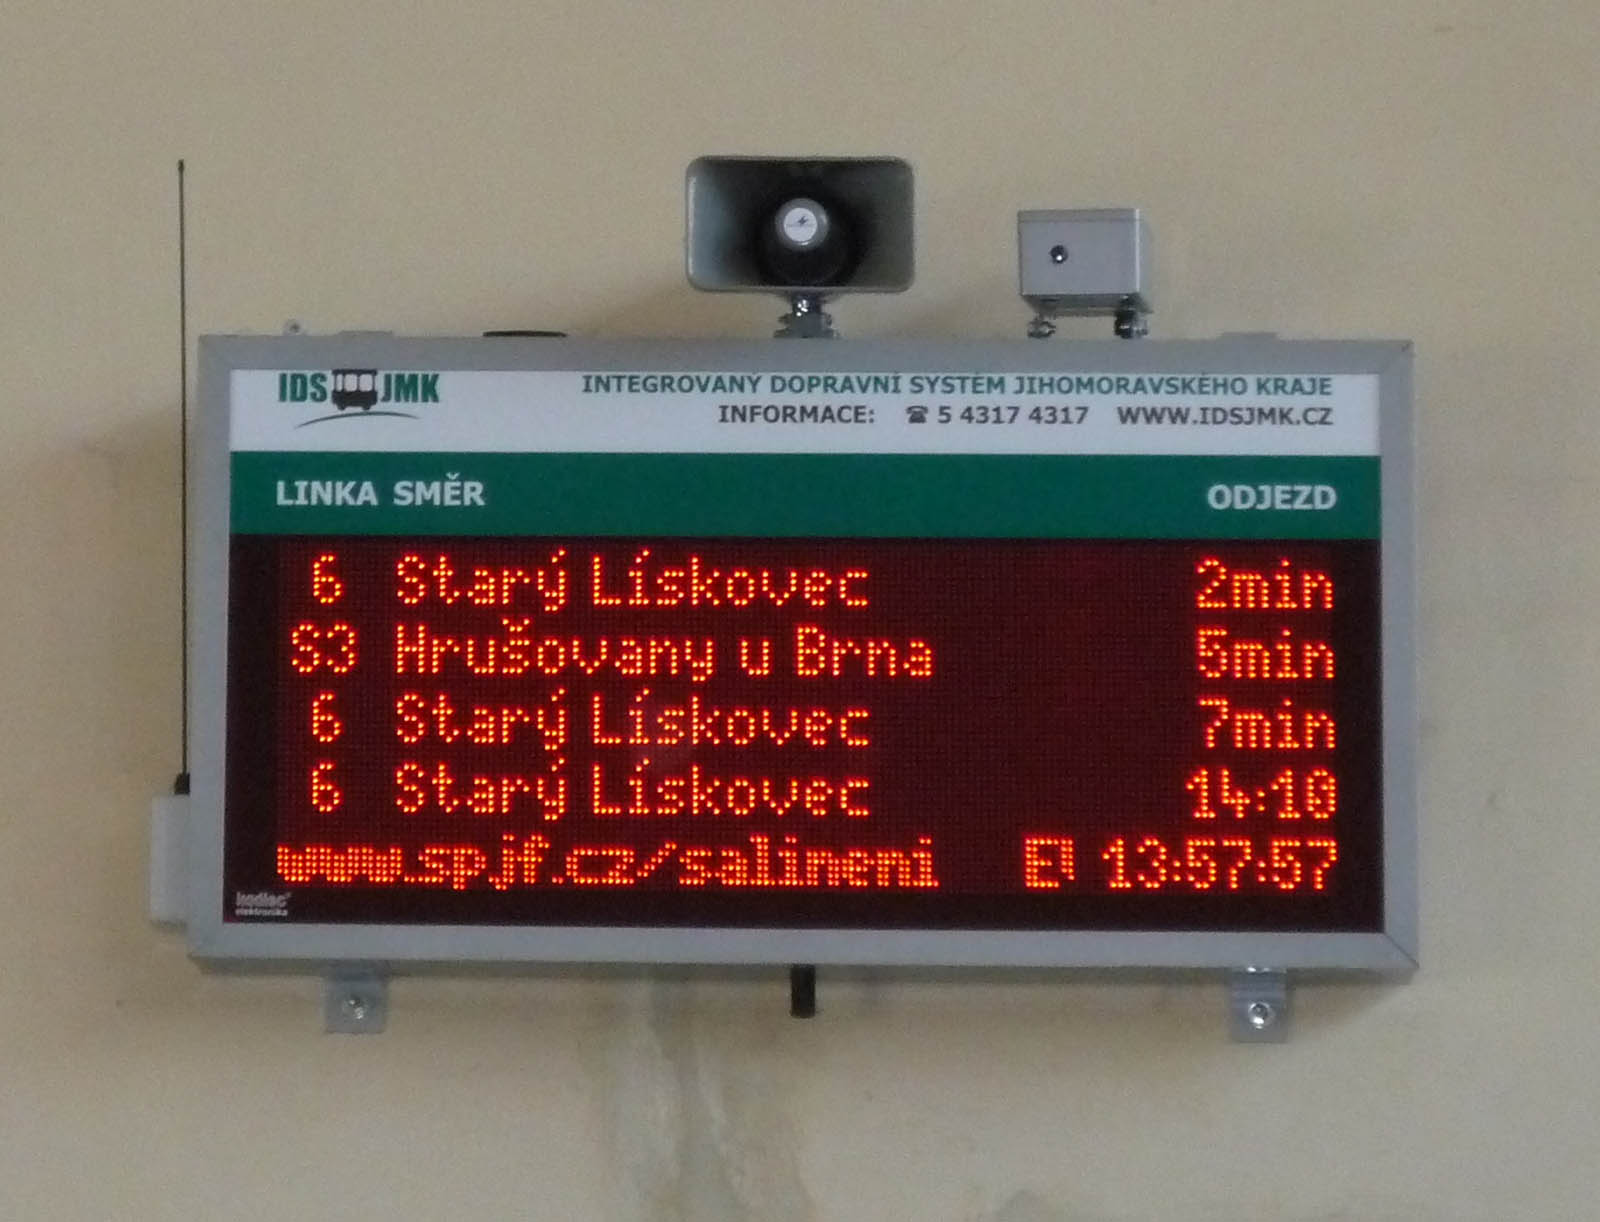 IDS JMK
INTEGROVANÝ DOPRAVNÍ SYSTÉM JIHOMORAVSKÉHO KRAJE
INFORMACE: ☎ 5 4317 4317 WWW.IDSJMK.CZ
LINKA SMĚR ODJEZD
6 Starý Lískovec 2min
S3 Hrušovany u Brna 5min
6 Starý Lískovec 7min
6 Starý Lískovec 14:10
www.spjf.cz/salineni 13:57:57
elektronika